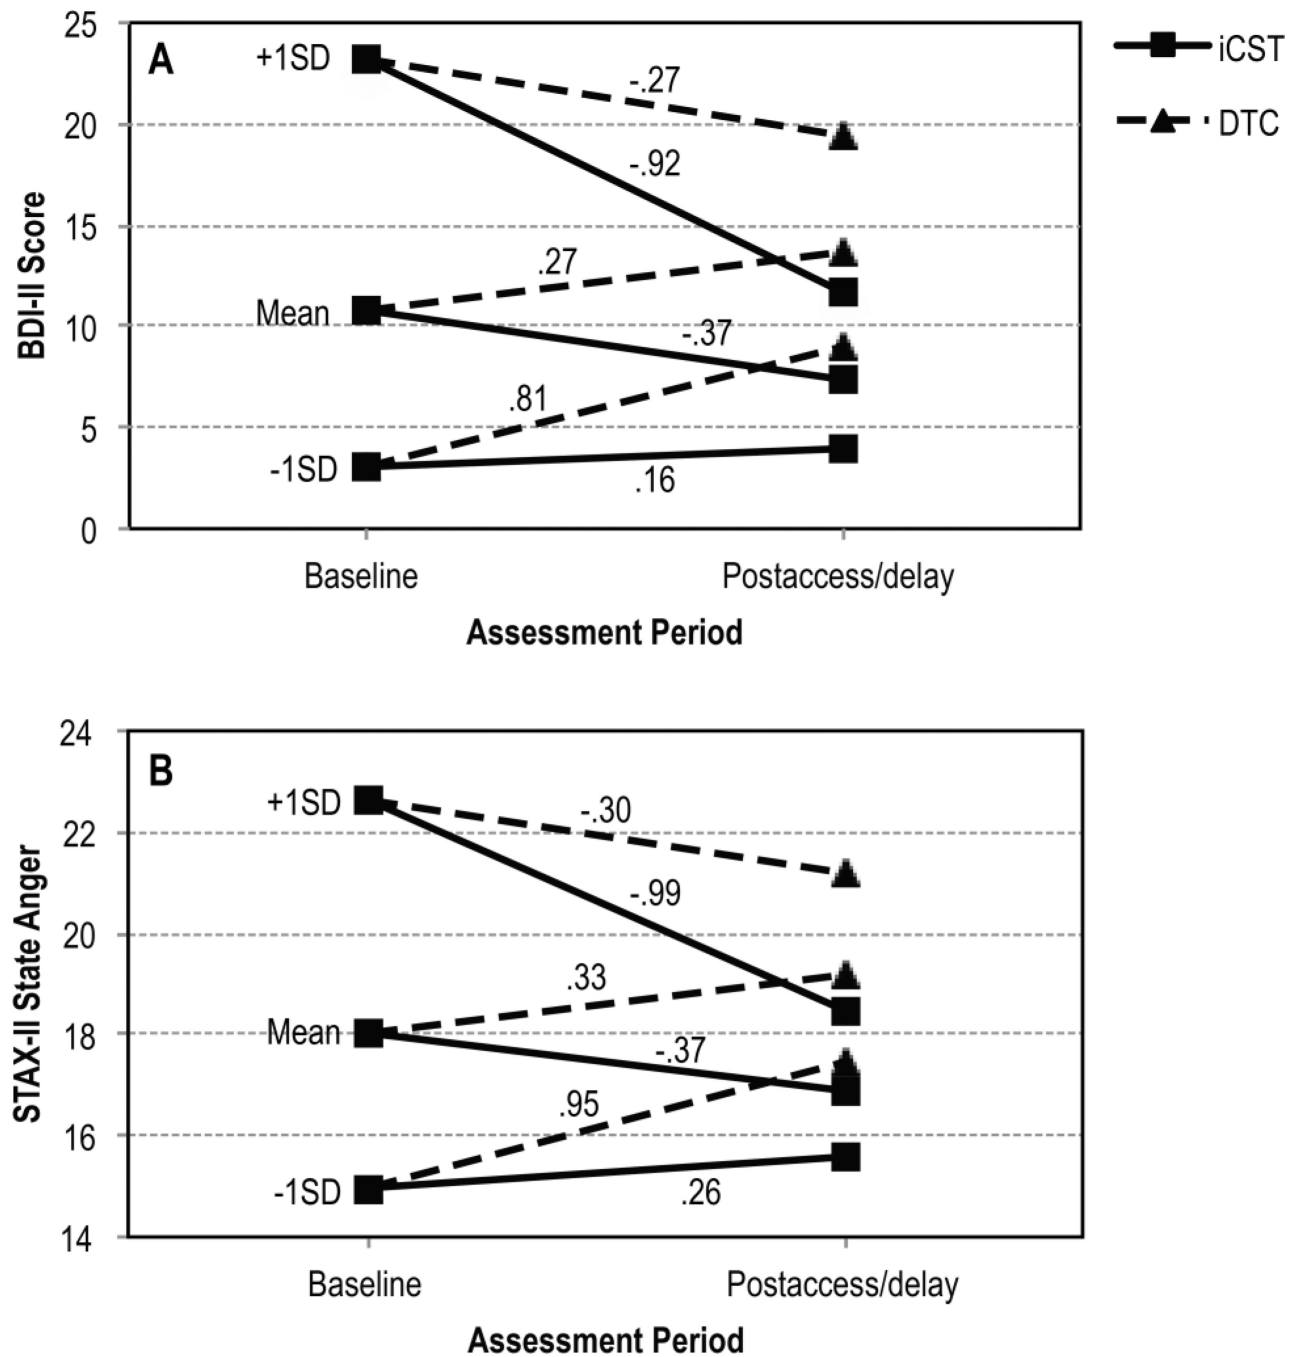 25
A
+1SD
-.27
iCST
20
DTC
-.92
15
.27
BDI-II Score
Mean
10
-.37
.81
5
-1SD
.16
0
Baseline
Postaccess/delay
Assessment Period
24
B
+1SD
-.30
22
-.99
20
.33
STAX-II State Anger
Mean
18
-.37
.95
16
-1SD
.26
14
Baseline
Postaccess/delay
Assessment Period